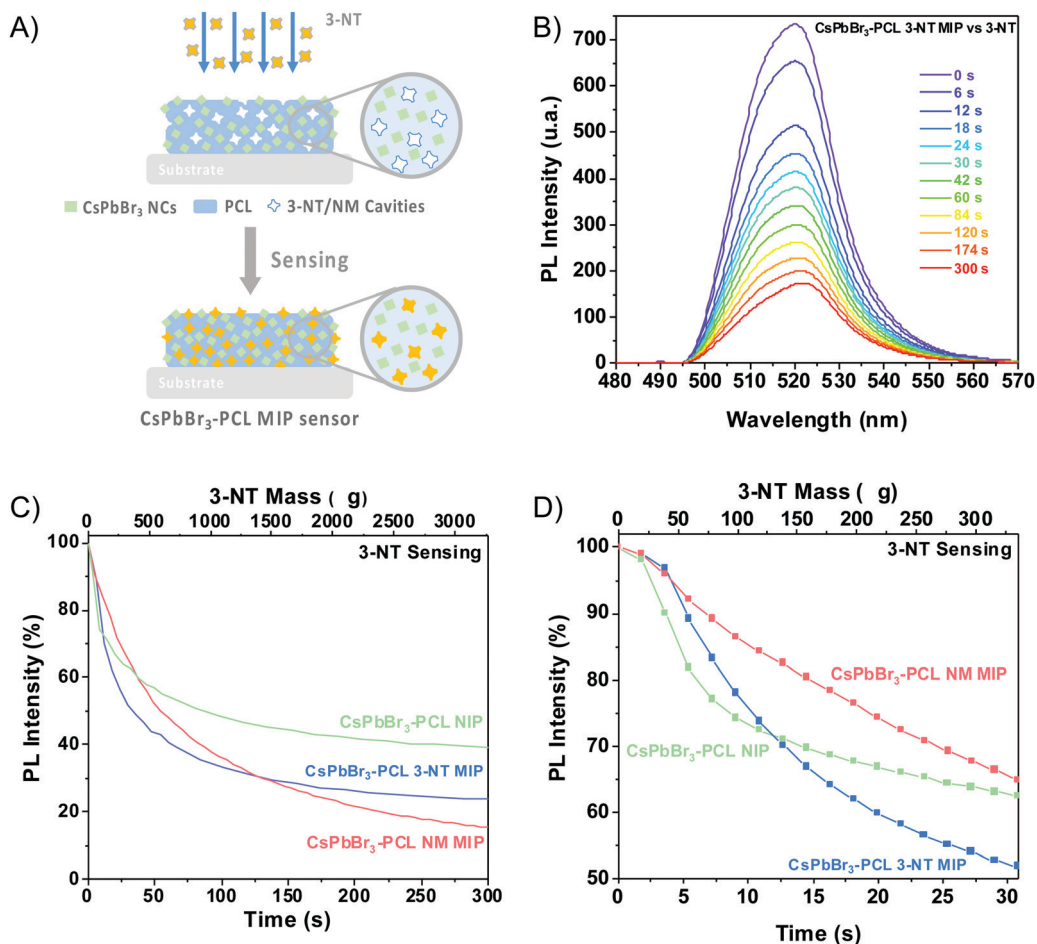 A)
3-NT
Substrate
CsPbBr₃ NCs
PCL
3-NT/NM Cavities
Sensing
Substrate
CsPbBr₃-PCL MIP sensor
B)
CsPbBr₃-PCL 3-NT MIP vs 3-NT
PL Intensity (u.a.)
700
600
500
400
300
200
100
0
0 s
6 s
12 s
18 s
24 s
30 s
42 s
60 s
84 s
120 s
174 s
300 s
480 490 500 510 520 530 540 550 560 570
Wavelength (nm)
C)
3-NT Mass ( g)
0 500 1000 1500 2000 2500 3000
3-NT Sensing
PL Intensity (%)
100
80
60
40
20
0
CsPbBr₃-PCL NIP
CsPbBr₃-PCL 3-NT MIP
CsPbBr₃-PCL NM MIP
0 50 100 150 200 250 300
Time (s)
D)
3-NT Mass ( g)
0 50 100 150 200 250 300
3-NT Sensing
PL Intensity (%)
100
90
80
70
60
50
CsPbBr₃-PCL NM MIP
CsPbBr₃-PCL NIP
CsPbBr₃-PCL 3-NT MIP
0 5 10 15 20 25 30
Time (s)